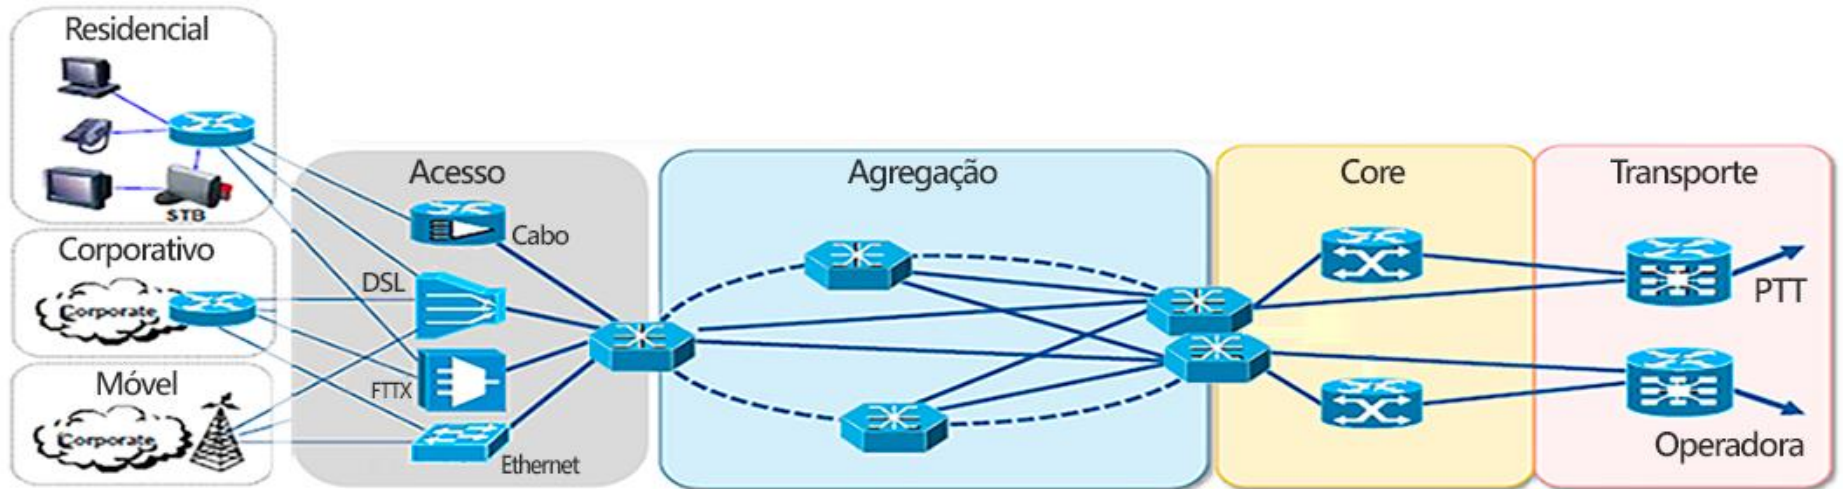 Residencial
STB
Corporativo
Corporate
Móvel
Corporate
Acesso
Cabo
DSL
FTTX
Ethernet
Agregação
Core
Transporte
PTT
Operadora